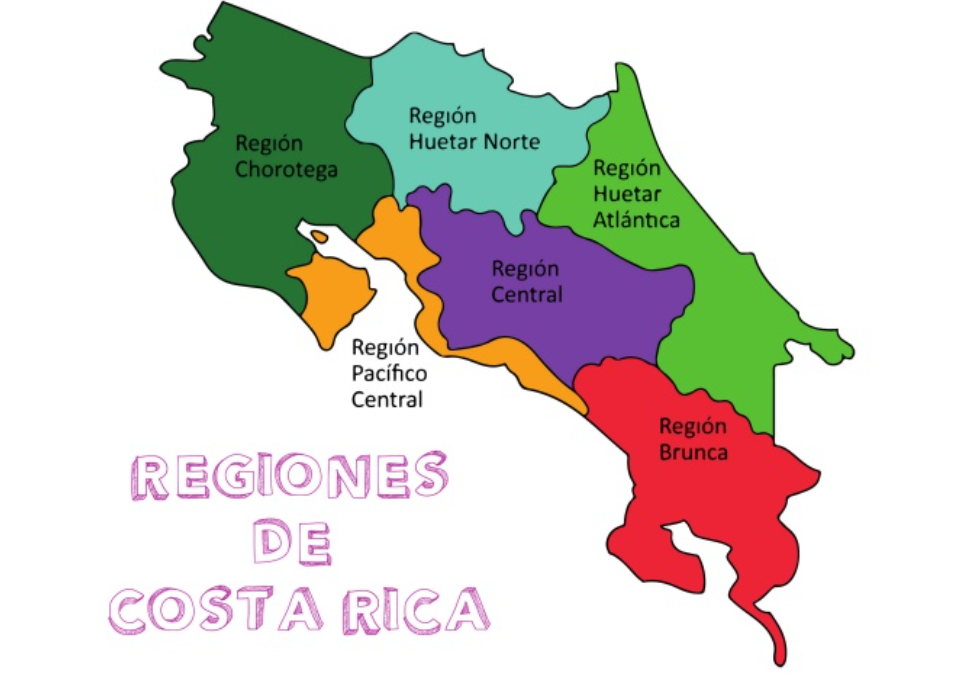 Región
Chorotega
Región
Huetar Norte
Región
Huetar
Atlántica
Región
Central
Región
Pacífico
Central
Región
Brunca
REGIONES
DE
COSTA RICA